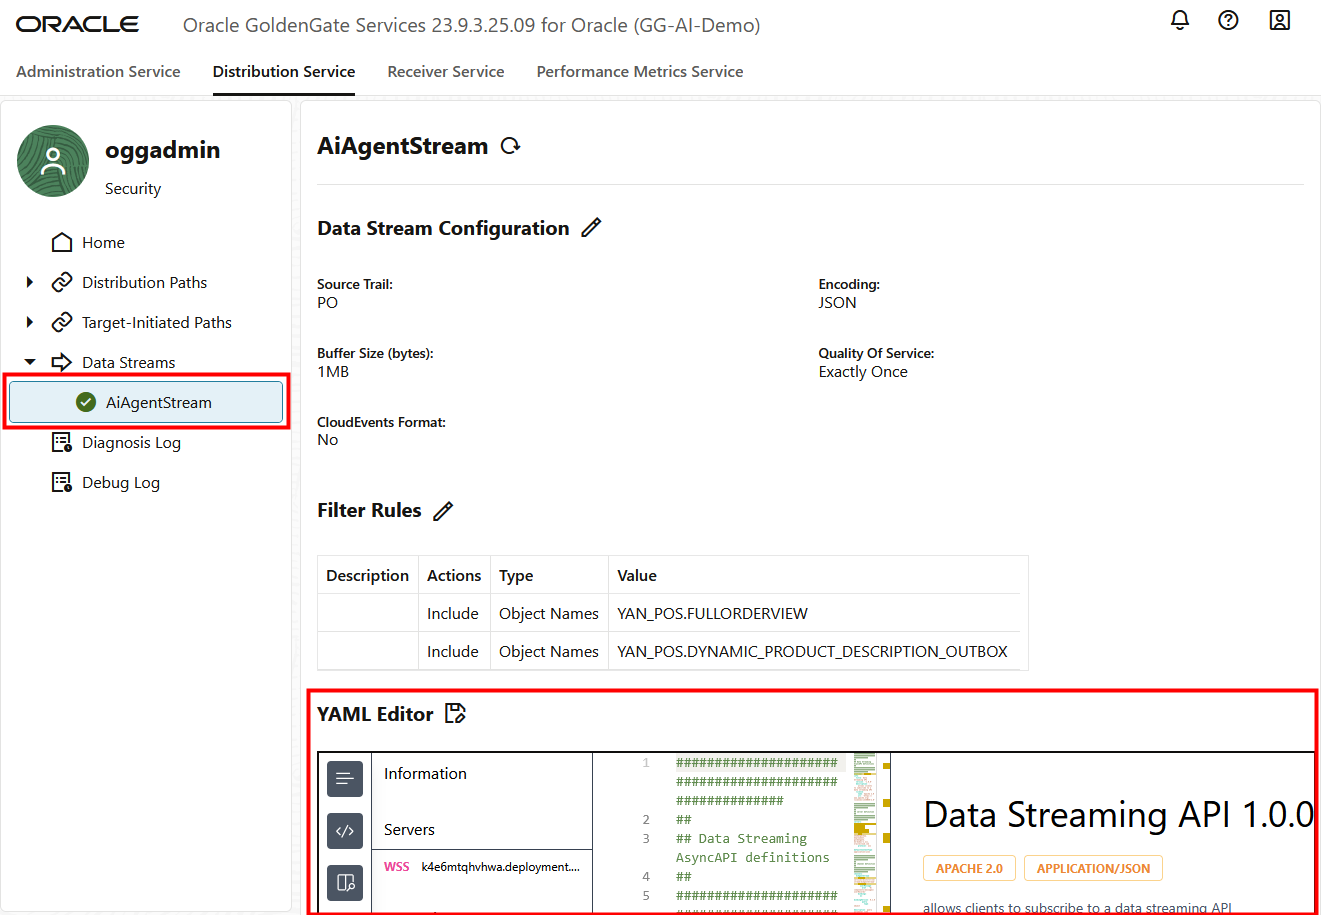 ORACLE
Oracle GoldenGate Services 23.9.3.25.09 for Oracle (GG-AI-Demo)
Administration Service
Distribution Service
Receiver Service
Performance Metrics Service
oggadmin
Security
Home
Distribution Paths
Target-Initiated Paths
Data Streams
AiAgentStream
Diagnosis Log
Debug Log
AiAgentStream
Data Stream Configuration
Source Trail:
PO
Encoding:
JSON
Buffer Size (bytes):
1MB
Quality Of Service:
Exactly Once
CloudEvents Format:
No
Filter Rules
Description Actions Type Value
Include Object Names YAN_POS.FULLORDERVIEW
Include Object Names YAN_POS.DYNAMIC_PRODUCT_DESCRIPTION_OUTBOX
YAML Editor
Information
Servers
WSS k4e6mtqhvhwa.deployment....
1 #####################
#####################
##############
2 ##
3 ## Data Streaming
AsyncAPI definitions
4 ##
5 #####################
#####################
Data Streaming API 1.0.0
APACHE 2.0
APPLICATION/JSON
allows clients to subscribe to a data streaming API